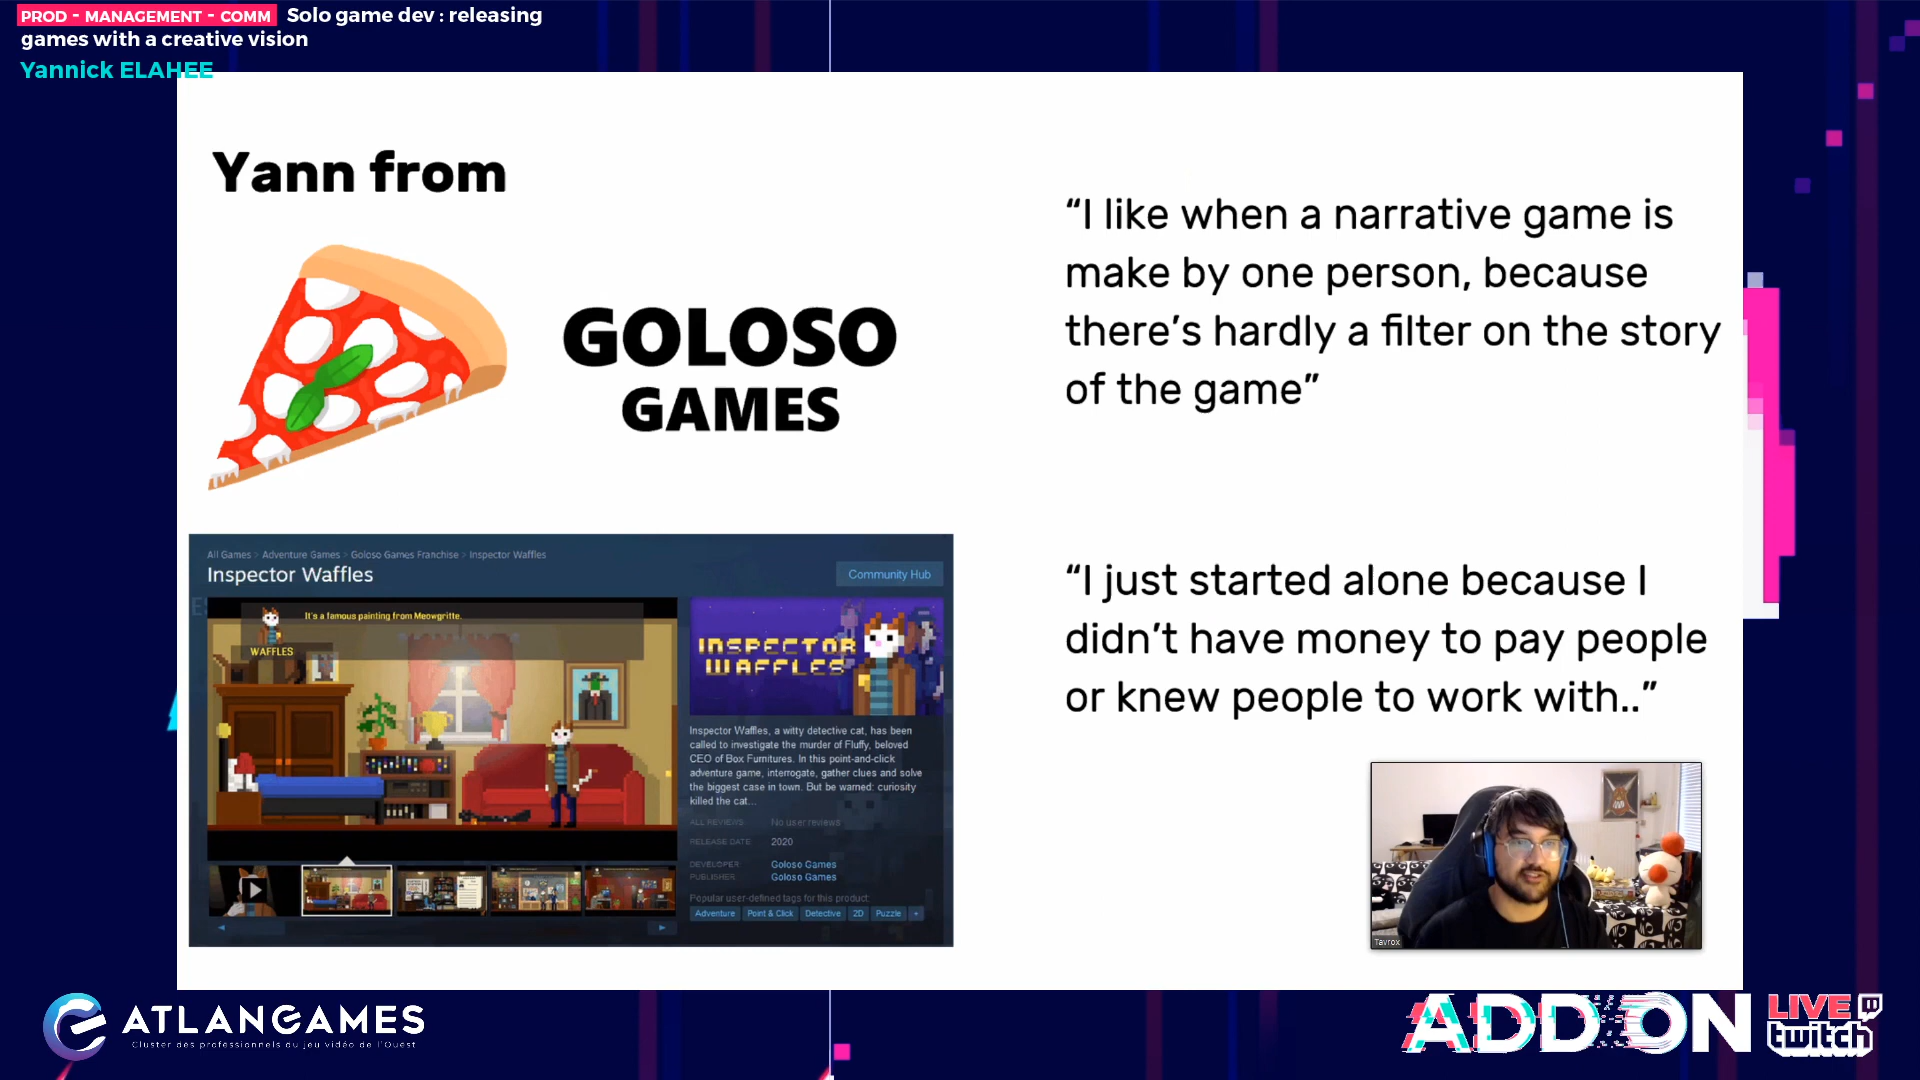 PROD - MANAGEMENT - COMM Solo game dev : releasing
games with a creative vision
Yannick ELAHEE
Yann from
GOLOSO
GAMES
“I like when a narrative game is
make by one person, because
there’s hardly a filter on the story
of the game”
“I just started alone because I
didn’t have money to pay people
or knew people to work with..”
All Games > Adventure Games > Goloso Games Franchise > Inspector Waffles
Inspector Waffles
Community Hub
It's a famous painting from Meowgritte.
WAFFLES
INSPECTOR
WAFFLES
Inspector Waffles, a witty detective cat, has been
called to investigate the murder of Fluffy, beloved
CEO of Box Furnitures. In this point-and-click
adventure game, interrogate, gather clues and solve
the biggest case in town. But be warned: curiosity
killed the cat...
ALL REVIEWS: No user reviews
RELEASE DATE: 2020
DEVELOPER: Goloso Games
PUBLISHER: Goloso Games
Popular user-defined tags for this product:
Adventure Point & Click Detective 2D Puzzle +
Tavrox
ATLANGAMES
Cluster des professionnels du jeu vidéo de l'Ouest
ADD ON LIVE
twitch